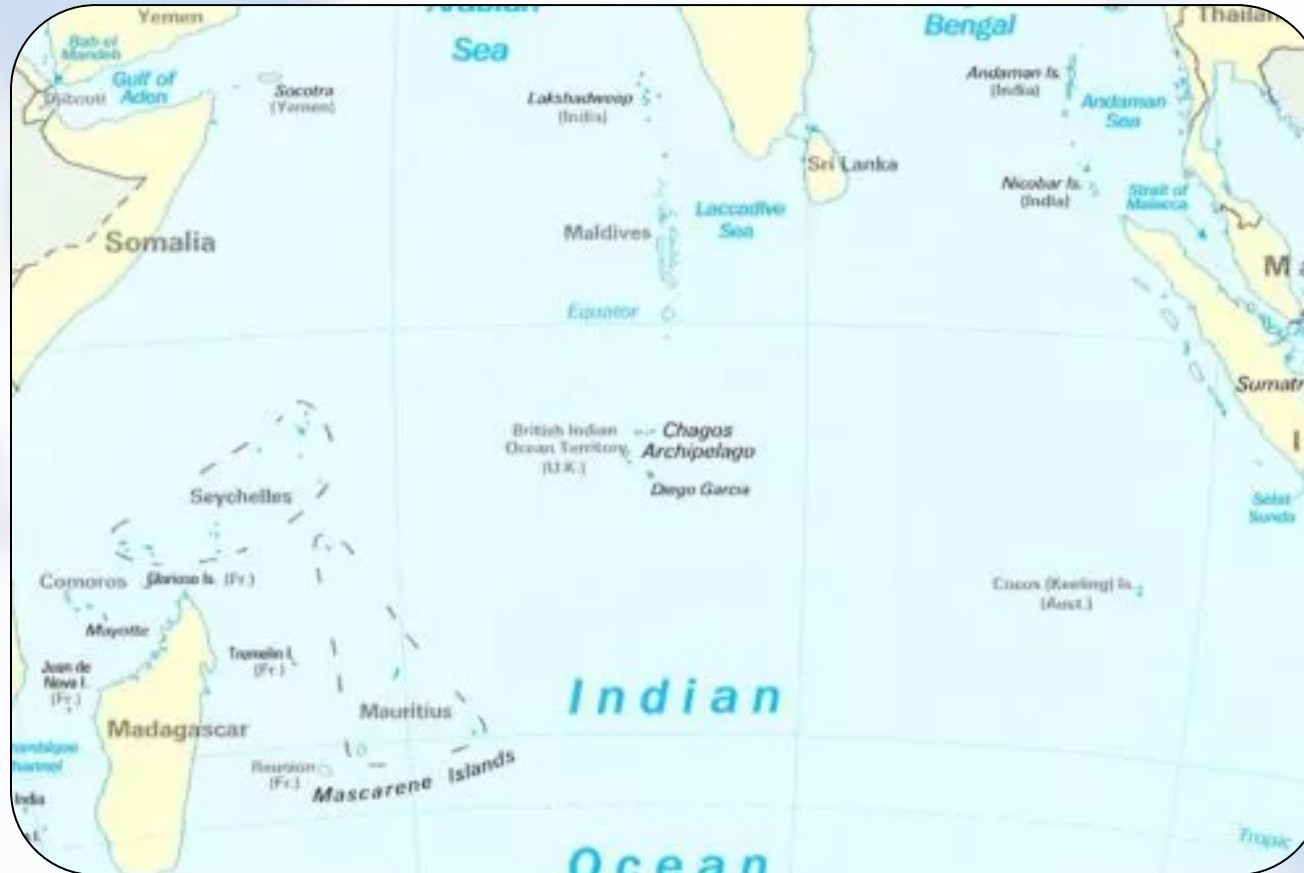 Yemen
Arabian
Sea
Bengal
Thailan
Bab el
Mandeb
Gulf of
Aden
Djibouti
Socotra
(Yemen)
Lakshadweep
(India)
Andaman Is.
(India)
Andaman
Sea
Sri Lanka
Nicobar Is.
(India)
Strait of
Malacca
Laccadive
Sea
Maldives
Somalia
M a
Equator
Sumatr
I
British Indian
Ocean Territory
(U.K.)
Chagos
Archipelago
Diego Garcia
Seychelles
Selat
Sunda
Comoros
Glorioso Is. (Fr.)
Cocos (Keeling) Is.
(Aust.)
Mayotte
Juan de
Nova I.
(Fr.)
Tromelin I.
(Fr.)
Indian
Mauritius
Madagascar
hannel
Reunion
(Fr.)
Mascarene Islands
India
Tropic
Ocean